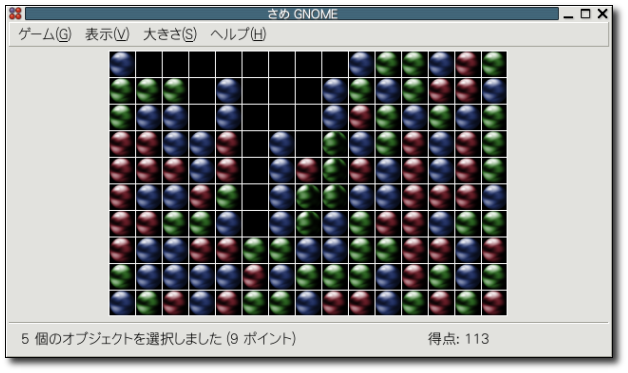 さめ GNOME
ゲーム(G) 表示(V) 大きさ(S) ヘルプ(H)
5 個のオブジェクトを選択しました (9 ポイント) 得点: 113